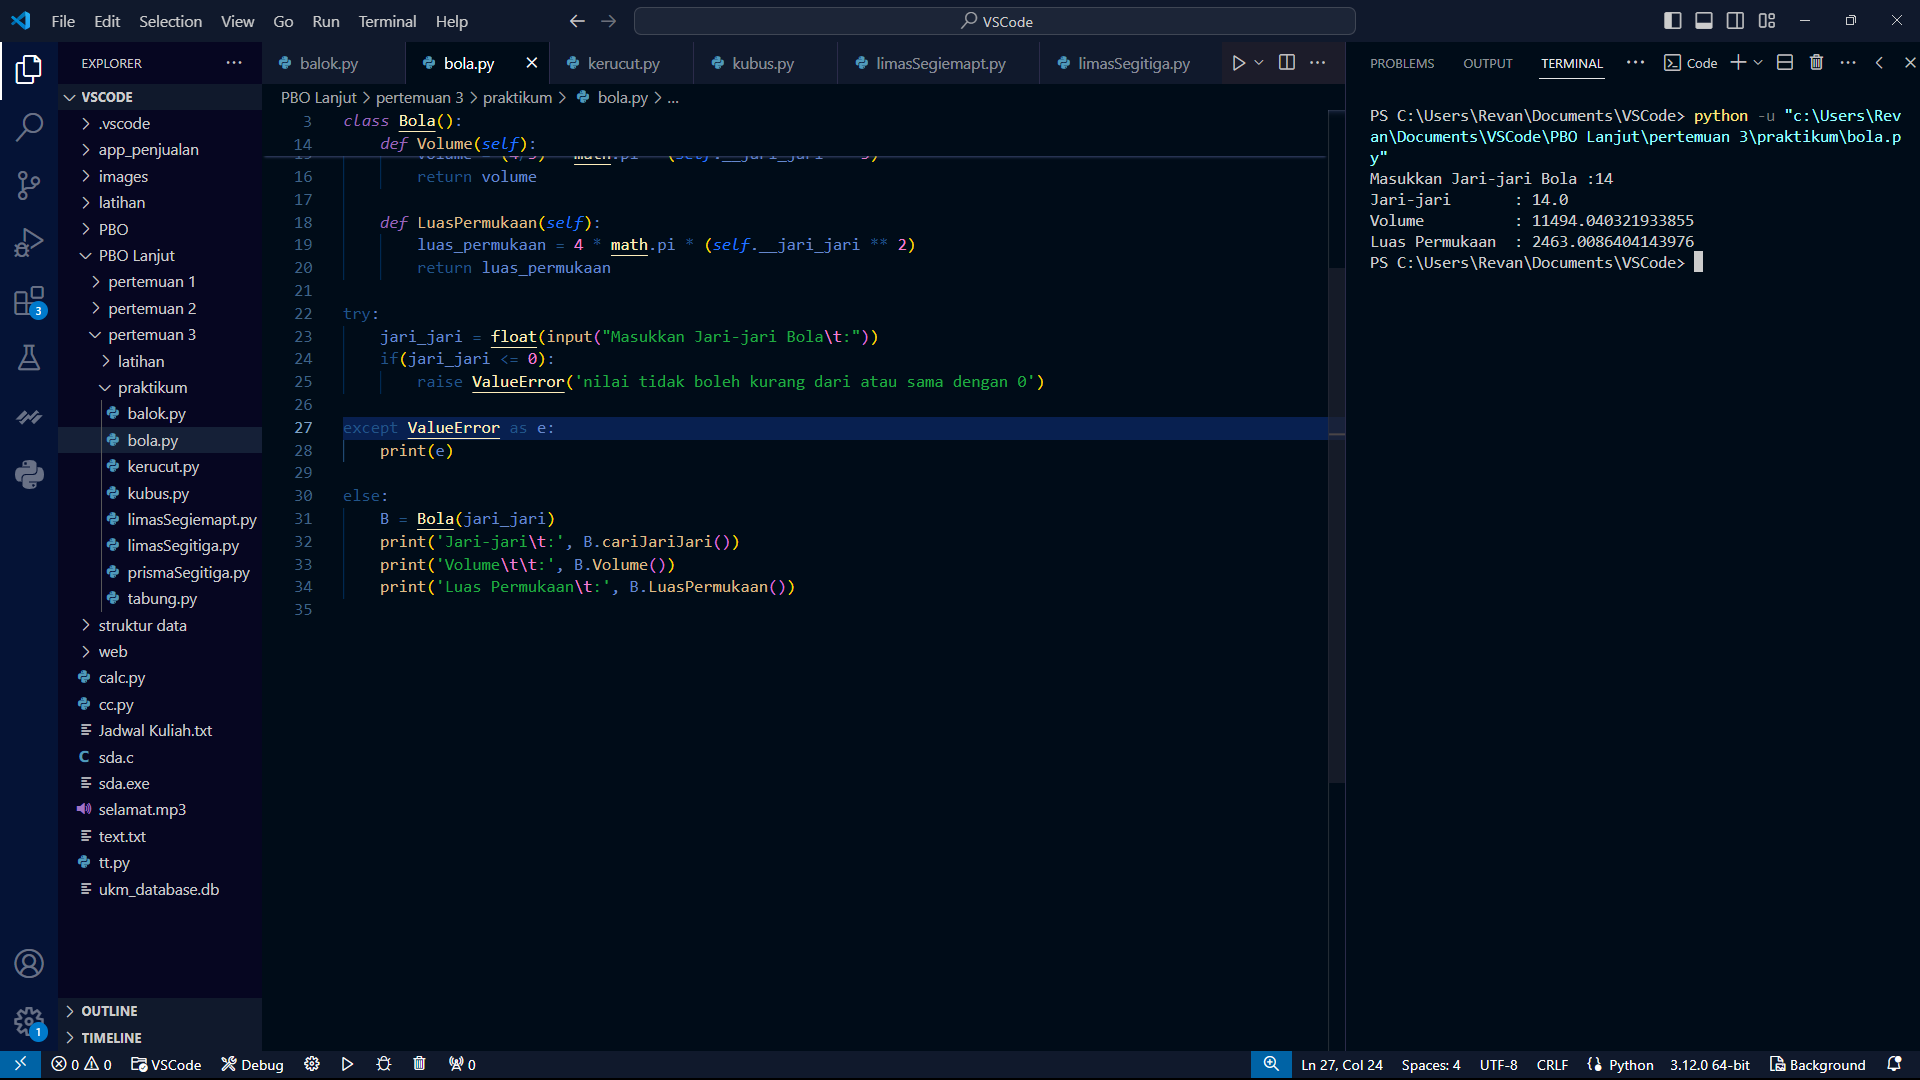 File Edit Selection View Go Run Terminal Help
VSCode
EXPLORER
VSCODE
.vscode
app_penjualan
images
latihan
PBO
PBO Lanjut
pertemuan 1
pertemuan 2
pertemuan 3
latihan
praktikum
balok.py
bola.py
kerucut.py
kubus.py
limasSegiemapt.py
limasSegitiga.py
prismaSegitiga.py
tabung.py
struktur data
web
calc.py
cc.py
Jadwal Kuliah.txt
sda.c
sda.exe
selamat.mp3
text.txt
tt.py
ukm_database.db
OUTLINE
TIMELINE
3
1
balok.py bola.py kerucut.py kubus.py limasSegiemapt.py limasSegitiga.py
PBO Lanjut > pertemuan 3 > praktikum > bola.py > ...
3 class Bola():
14 def Volume(self):
16 return volume
17
18 def LuasPermukaan(self):
19 luas_permukaan = 4 * math.pi * (self.__jari_jari ** 2)
20 return luas_permukaan
21
22 try:
23 jari_jari = float(input("Masukkan Jari-jari Bola\t:"))
24 if(jari_jari <= 0):
25 raise ValueError('nilai tidak boleh kurang dari atau sama dengan 0')
26
27 except ValueError as e:
28 print(e)
29
30 else:
31 B = Bola(jari_jari)
32 print('Jari-jari\t:', B.cariJariJari())
33 print('Volume\t\t:', B.Volume())
34 print('Luas Permukaan\t:', B.LuasPermukaan())
35
PROBLEMS OUTPUT TERMINAL ... Code
PS C:\Users\Revan\Documents\VSCode> python -u "c:\Users\Rev
an\Documents\VSCode\PBO Lanjut\pertemuan 3\praktikum\bola.p
y"
Masukkan Jari-jari Bola :14
Jari-jari : 14.0
Volume : 11494.040321933855
Luas Permukaan : 2463.0086404143976
PS C:\Users\Revan\Documents\VSCode>
0 0 VSCode Debug 0 Ln 27, Col 24 Spaces: 4 UTF-8 CRLF Python 3.12.0 64-bit Background